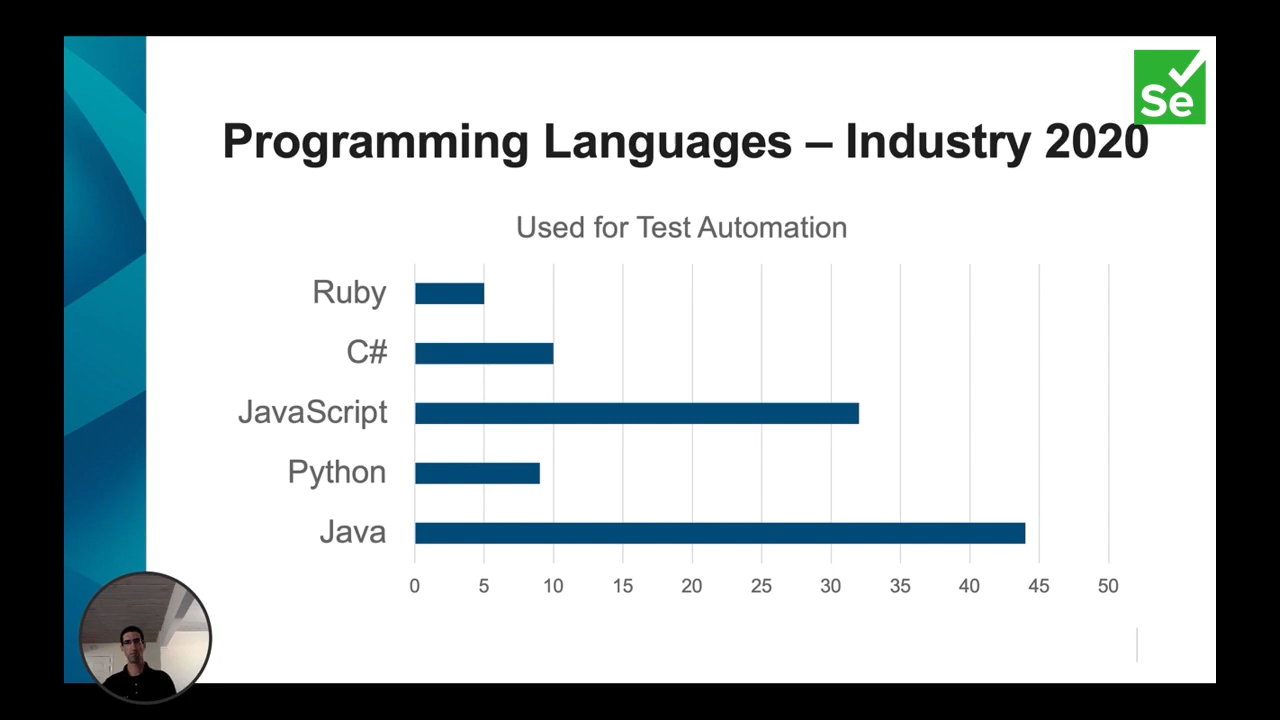 Se
Programming Languages – Industry 2020
Used for Test Automation
Ruby
C#
JavaScript
Python
Java
0 5 10 15 20 25 30 35 40 45 50